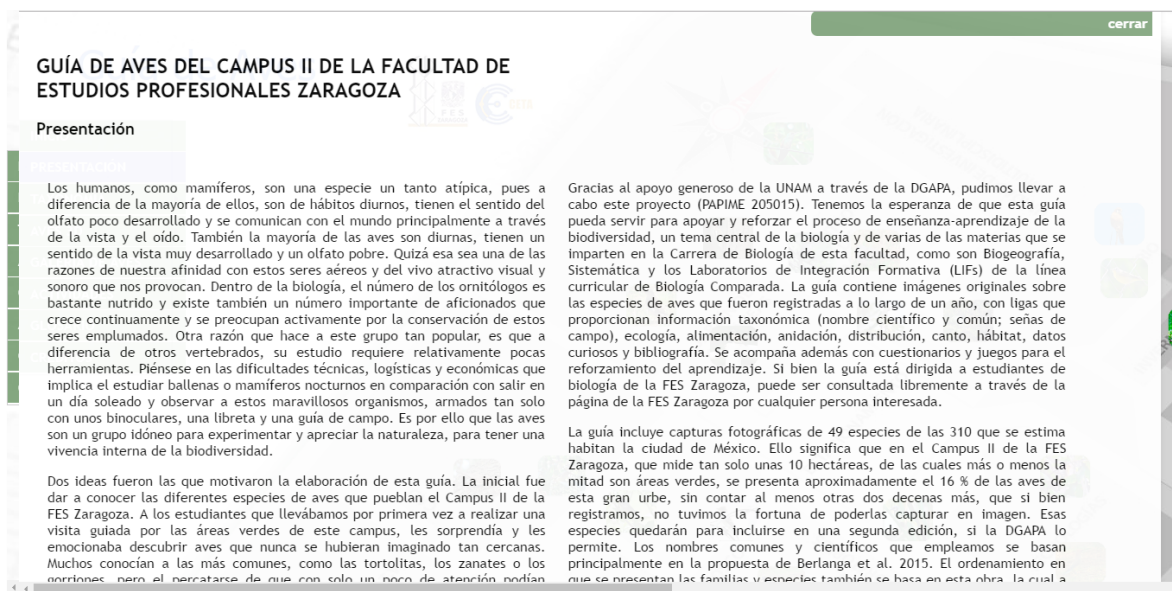 cerrar
GUÍA DE AVES DEL CAMPUS II DE LA FACULTAD DE
ESTUDIOS PROFESIONALES ZARAGOZA
Presentación
PRESENTACIÓN
Los humanos, como mamíferos, son una especie un tanto atípica, pues a
diferencia de la mayoría de ellos, son de hábitos diurnos, tienen el sentido del
olfato poco desarrollado y se comunican con el mundo principalmente a través
de la vista y el oído. También la mayoría de las aves son diurnas, tienen un
sentido de la vista muy desarrollado y un olfato pobre. Quizá esa sea una de las
razones de nuestra afinidad con estos seres aéreos y del vivo atractivo visual y
sonoro que nos provocan. Dentro de la biología, el número de los ornitólogos es
bastante nutrido y existe también un número importante de aficionados que
crece continuamente y se preocupan activamente por la conservación de estos
seres emplumados. Otra razón que hace a este grupo tan popular, es que a
diferencia de otros vertebrados, su estudio requiere relativamente pocas
herramientas. Piénsese en las dificultades técnicas, logísticas y económicas que
implica el estudiar ballenas o mamíferos nocturnos en comparación con salir en
un día soleado y observar a estos maravillosos organismos, armados tan solo
con unos binoculares, una libreta y una guía de campo. Es por ello que las aves
son un grupo idóneo para experimentar y apreciar la naturaleza, para tener una
vivencia interna de la biodiversidad.
Dos ideas fueron las que motivaron la elaboración de esta guía. La inicial fue
dar a conocer las diferentes especies de aves que pueblan el Campus II de la
FES Zaragoza. A los estudiantes que llevábamos por primera vez a realizar una
visita guiada por las áreas verdes de este campus, les sorprendía y les
emocionaba descubrir aves que nunca se hubieran imaginado tan cercanas.
Muchos conocían a las más comunes, como las tortolitas, los zanates o los
gorriones, pero el percatarse de que con solo un poco de atención podían
Gracias al apoyo generoso de la UNAM a través de la DGAPA, pudimos llevar a
cabo este proyecto (PAPIME 205015). Tenemos la esperanza de que esta guía
pueda servir para apoyar y reforzar el proceso de enseñanza-aprendizaje de la
biodiversidad, un tema central de la biología y de varias de las materias que se
imparten en la Carrera de Biología de esta facultad, como son Biogeografía,
Sistemática y los Laboratorios de Integración Formativa (LIFs) de la línea
curricular de Biología Comparada. La guía contiene imágenes originales sobre
las especies de aves que fueron registradas a lo largo de un año, con ligas que
proporcionan información taxonómica (nombre científico y común; señas de
campo), ecología, alimentación, anidación, distribución, canto, hábitat, datos
curiosos y bibliografía. Se acompaña además con cuestionarios y juegos para el
reforzamiento del aprendizaje. Si bien la guía está dirigida a estudiantes de
biología de la FES Zaragoza, puede ser consultada libremente a través de la
página de la FES Zaragoza por cualquier persona interesada.
La guía incluye capturas fotográficas de 49 especies de las 310 que se estima
habitan la ciudad de México. Ello significa que en el Campus II de la FES
Zaragoza, que mide tan solo unas 10 hectáreas, de las cuales más o menos la
mitad son áreas verdes, se presenta aproximadamente el 16 % de las aves de
esta gran urbe, sin contar al menos otras dos decenas más, que si bien
registramos, no tuvimos la fortuna de poderlas capturar en imagen. Esas
especies quedarán para incluirse en una segunda edición, si la DGAPA lo
permite. Los nombres comunes y científicos que empleamos se basan
principalmente en la propuesta de Berlanga et al. 2015. El ordenamiento en
que se presentan las familias y especies también se basa en esta obra, la cual a